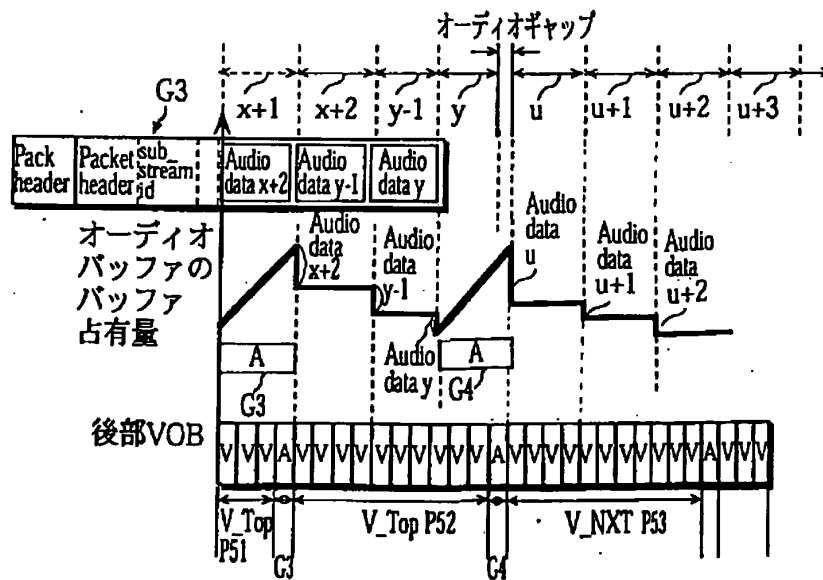 オーディオギャップ
x+1 x+2 y-1 y u u+1 u+2 u+3
G3
Pack header
Packet header
sub_ stream id
Audio data x+2
Audio data y-1
Audio data y
オーディオ
バッファの
バッファ
占有量
Audio data x+2
Audio data y-1
Audio data y
Audio data u
Audio data u+1
Audio data u+2
A
G3
A
G4
後部VOB
V V V A V V V V V V V V V V V A V V V V V V V V V V V A V V V
V_Top P51
G3
V_Top P52
G4
V_NXT P53